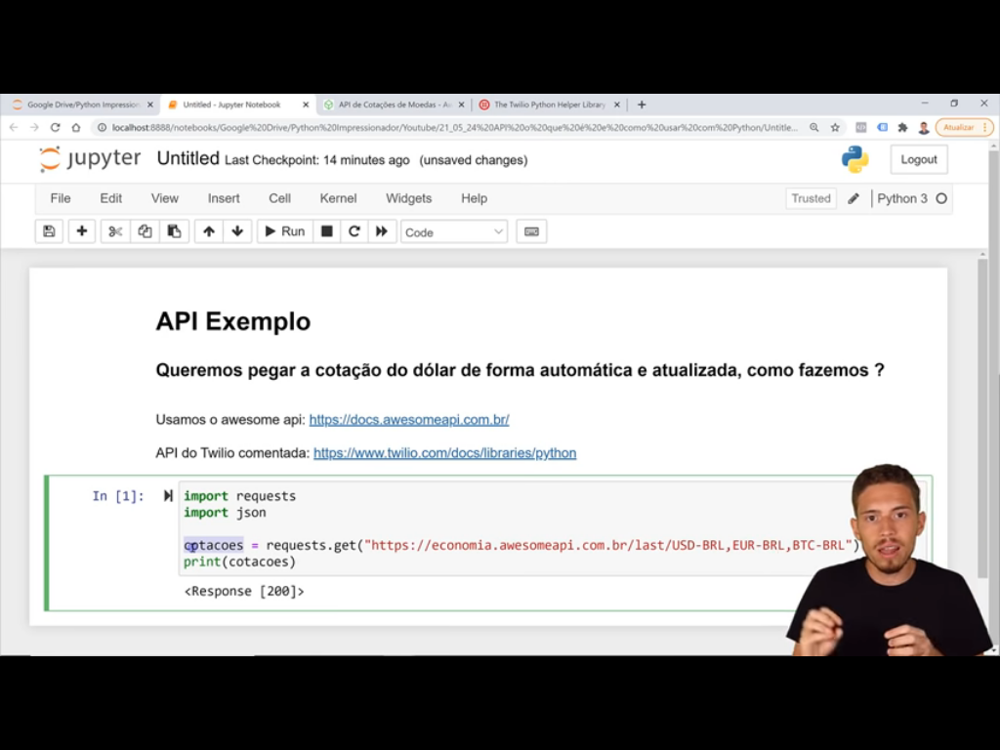 Google Drive/Python Impression
Untitled - Jupyter Notebook
API de Cotações de Moedas - A
The Twilio Python Helper Library
localhost:8888/notebooks/Google%20Drive/Python%20Impressionador/Youtube/21_05_24%20API%20o%20que%20é%20e%20como%20usar%20com%20Python/Untitle...
Atualizar
jupyter Untitled Last Checkpoint: 14 minutes ago (unsaved changes)
Logout
File Edit View Insert Cell Kernel Widgets Help
Trusted Python 3
Run Code
API Exemplo
Queremos pegar a cotação do dólar de forma automática e atualizada, como fazemos ?
Usamos o awesome api: https://docs.awesomeapi.com.br/
API do Twilio comentada: https://www.twilio.com/docs/libraries/python
In [1]: import requests
import json
cotacoes = requests.get("https://economia.awesomeapi.com.br/last/USD-BRL,EUR-BRL,BTC-BRL")
print(cotacoes)
<Response [200]>